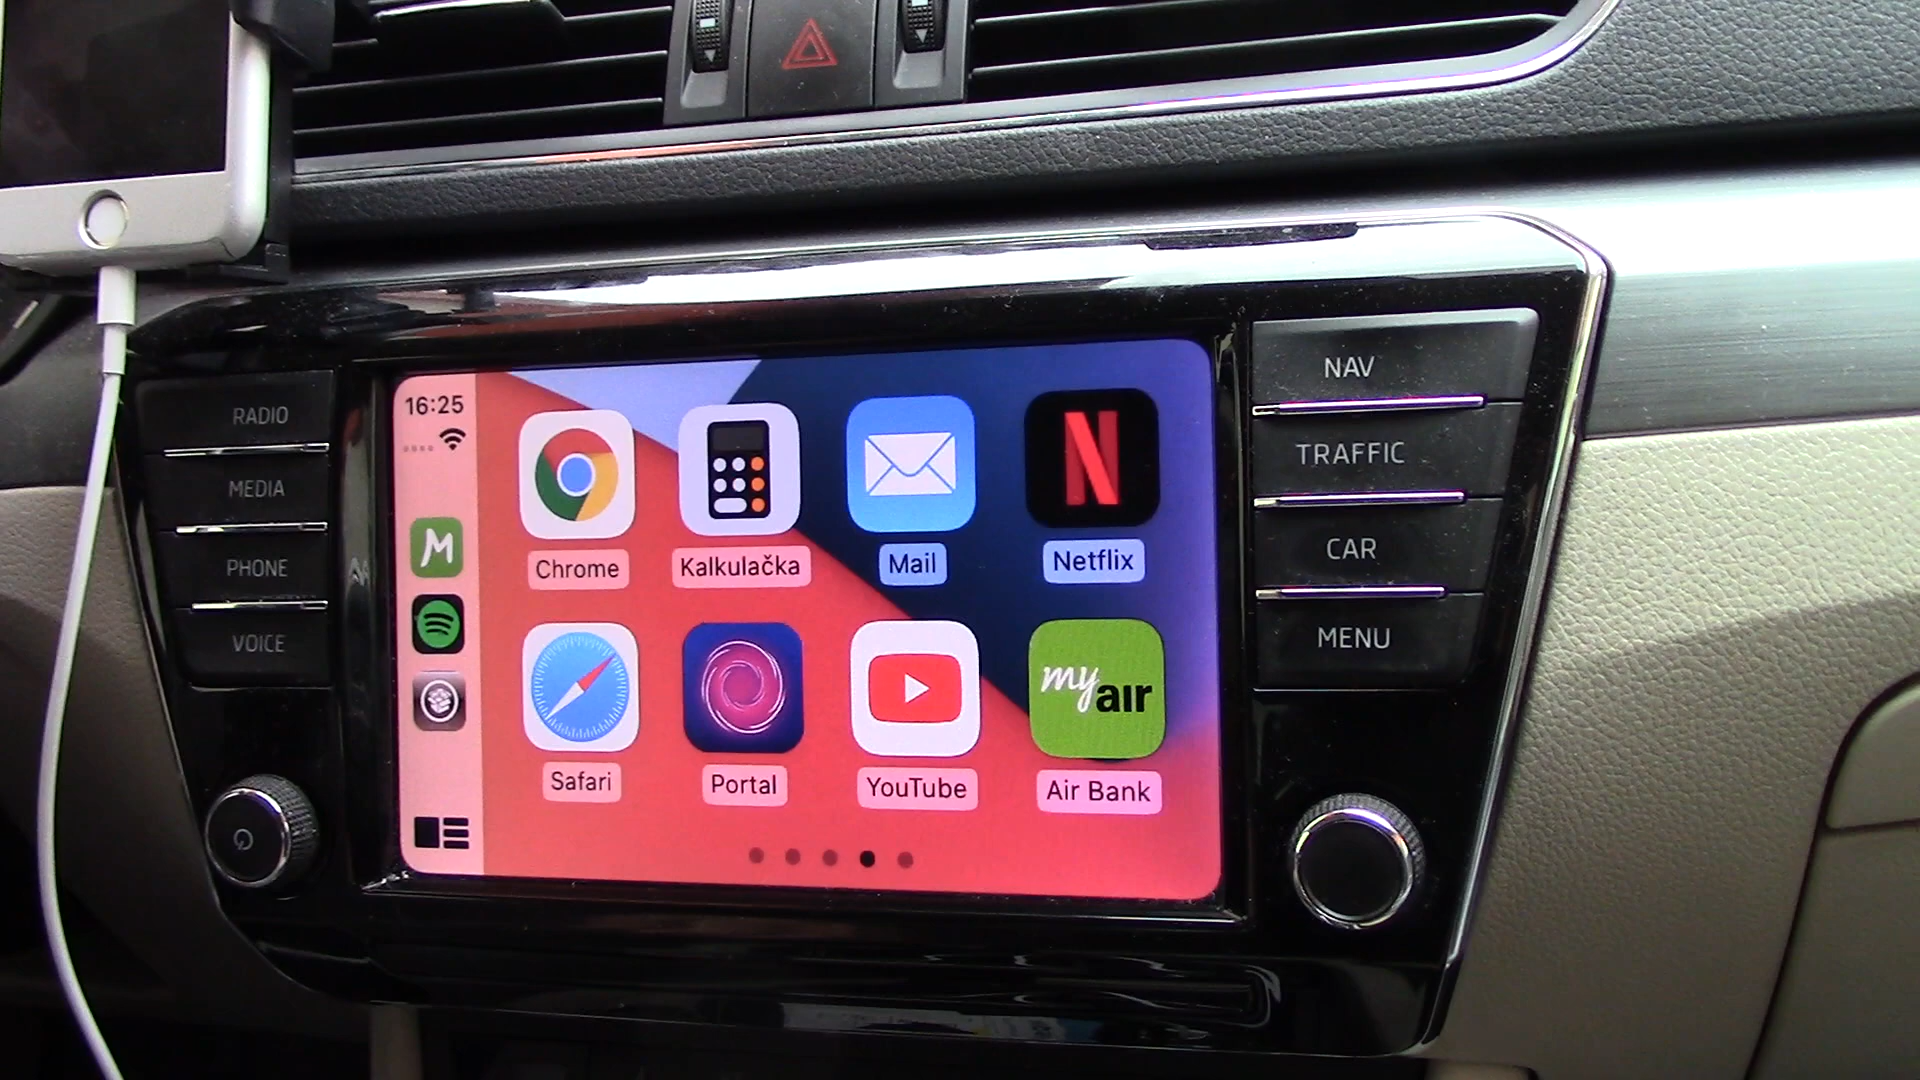 RADIO
MEDIA
PHONE
VOICE
16:25
Chrome
Kalkulačka
Mail
N
Netflix
Safari
Portal
YouTube
my air
Air Bank
NAV
TRAFFIC
CAR
MENU